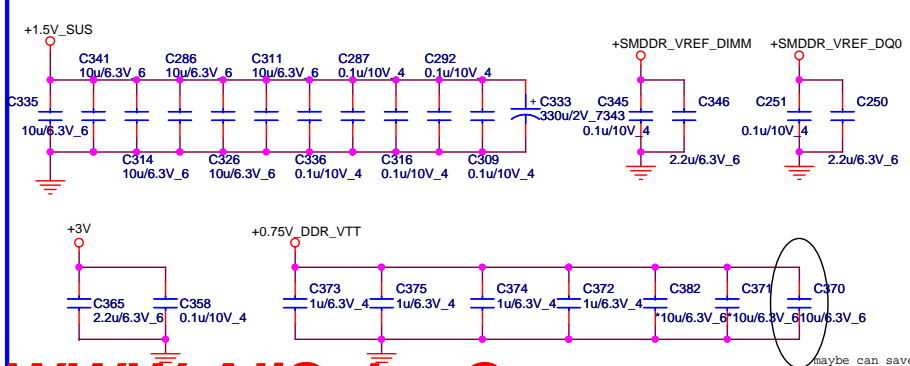 +1.5V_SUS
+SMDDR_VREF_DIMM
+SMDDR_VREF_DQ0
C341
10u/6.3V_6
C286
10u/6.3V_6
C311
10u/6.3V_6
C287
0.1u/10V_4
C292
0.1u/10V_4
C335
10u/6.3V_6
+ C333
330u/2V_7343
C345
0.1u/10V_4
C346
2.2u/6.3V_6
C251
0.1u/10V_4
C250
2.2u/6.3V_6
C314
10u/6.3V_6
C326
10u/6.3V_6
C336
0.1u/10V_4
C316
0.1u/10V_4
C309
0.1u/10V_4
+3V
+0.75V_DDR_VTT
C365
2.2u/6.3V_6
C358
0.1u/10V_4
C373
1u/6.3V_4
C375
1u/6.3V_4
C374
1u/6.3V_4
C372
1u/6.3V_4
C382
*10u/6.3V_6
C371
*10u/6.3V_6
C370
10u/6.3V_6
maybe can save